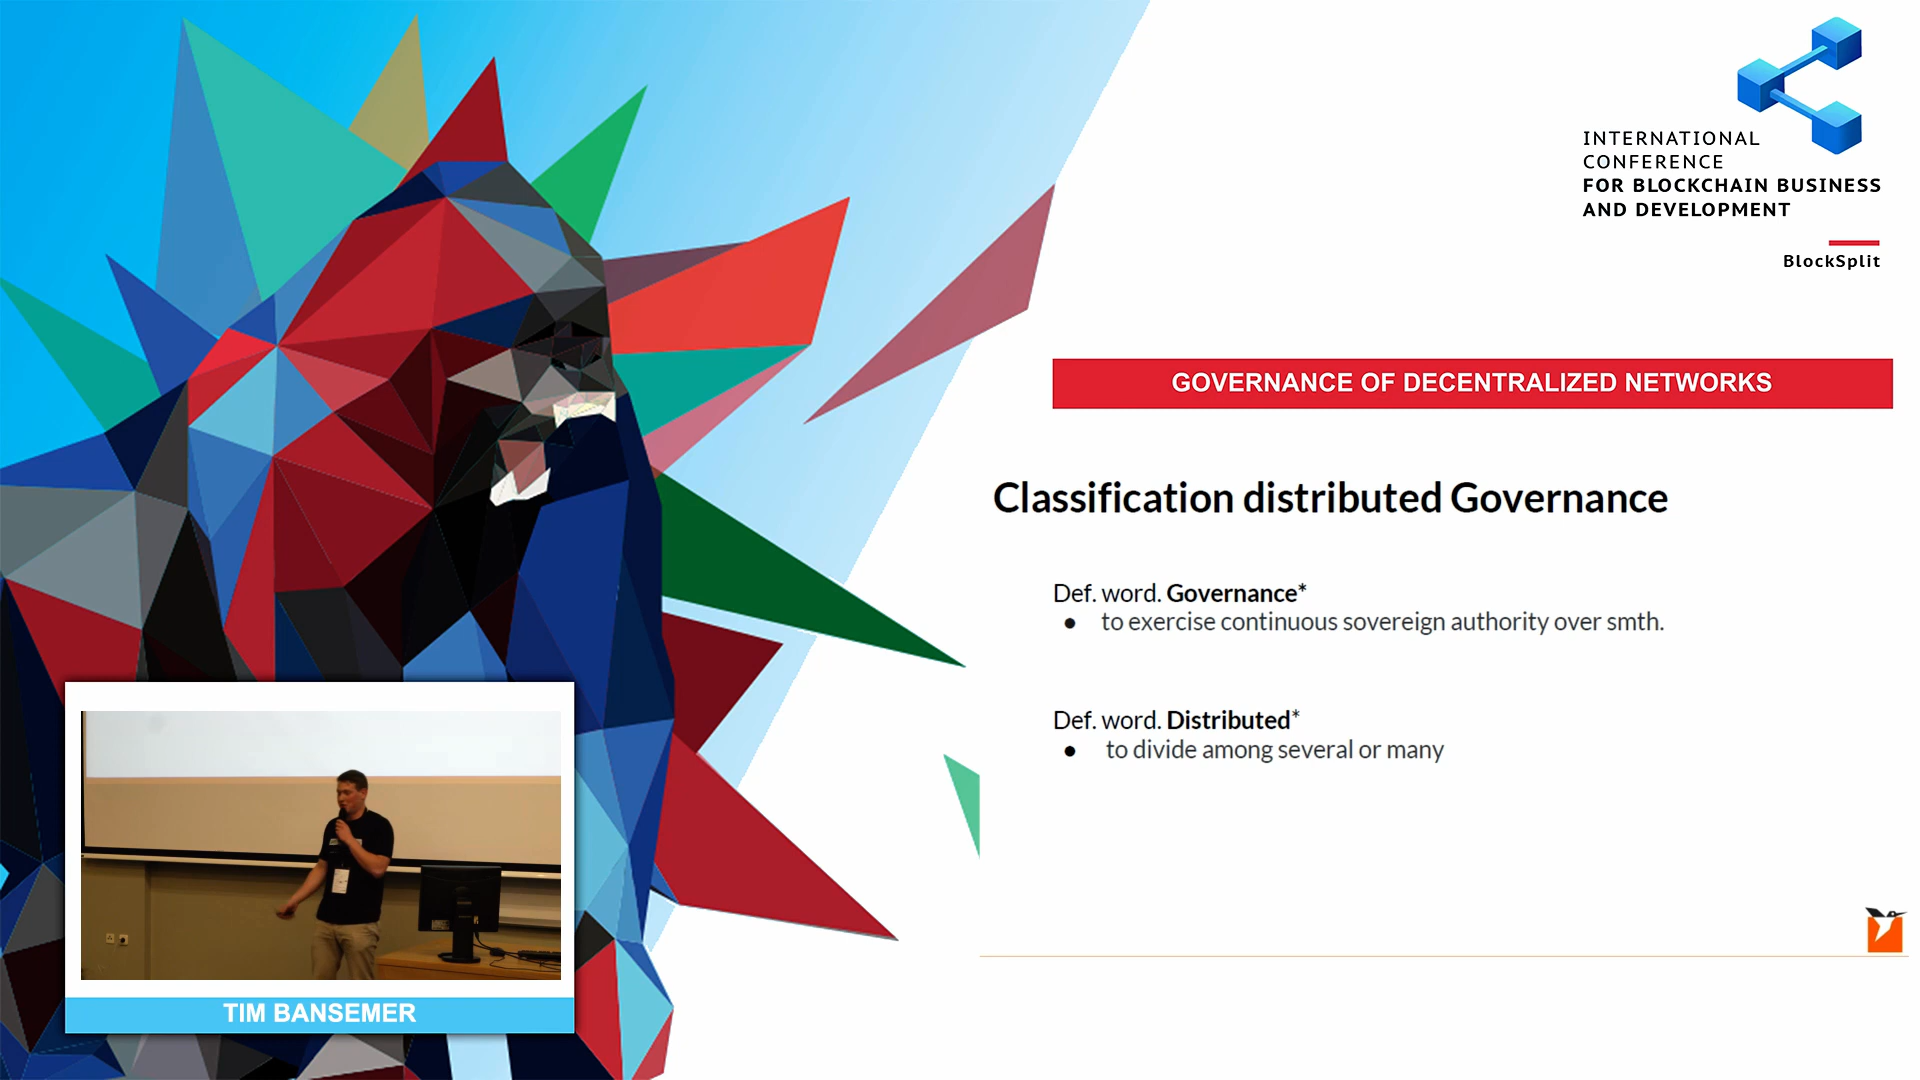 INTERNATIONAL
CONFERENCE
FOR BLOCKCHAIN BUSINESS
AND DEVELOPMENT
BlockSplit
GOVERNANCE OF DECENTRALIZED NETWORKS
Classification distributed Governance
Def. word. Governance*
● to exercise continuous sovereign authority over smth.
Def. word. Distributed*
● to divide among several or many
TIM BANSEMER